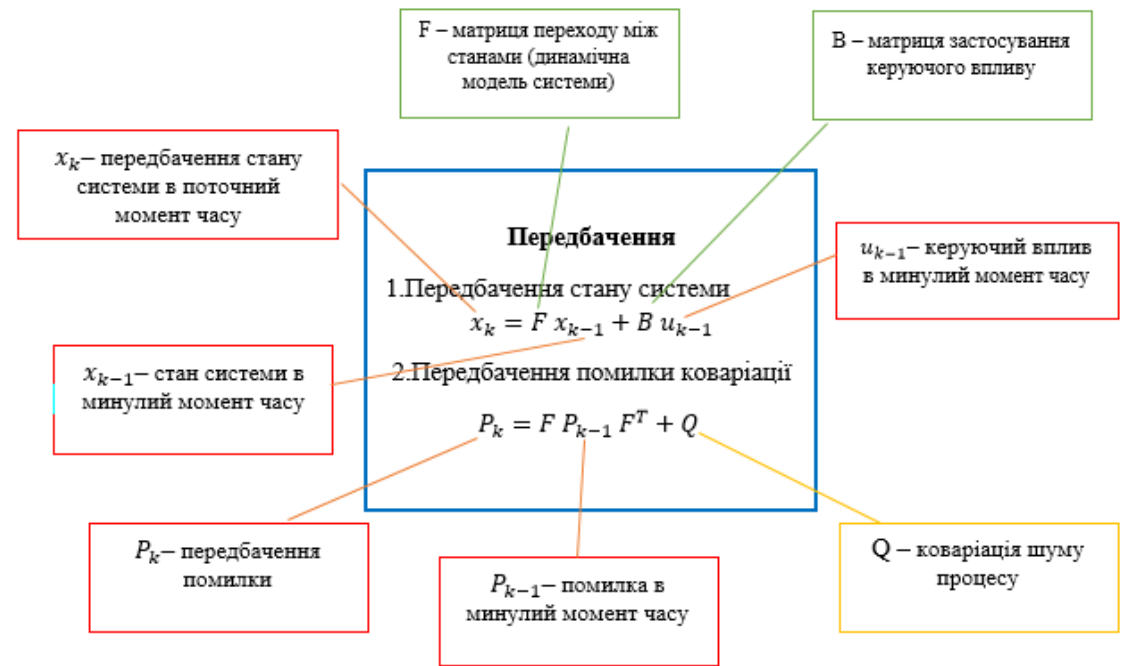 F – матриця переходу між
станами (динамічна
модель системи)
B – матриця застосування
керуючого впливу
x_k – передбачення стану
системи в поточний
момент часу
Передбачення
u_{k-1} – керуючий вплив
в минулий момент часу
1.Передбачення стану системи
x_k = F x_{k-1} + B u_{k-1}
x_{k-1} – стан системи в
минулий момент часу
2.Передбачення помилки коваріації
P_k = F P_{k-1} F^T + Q
P_k – передбачення
помилки
P_{k-1} – помилка в
минулий момент часу
Q – коваріація шуму
процесу